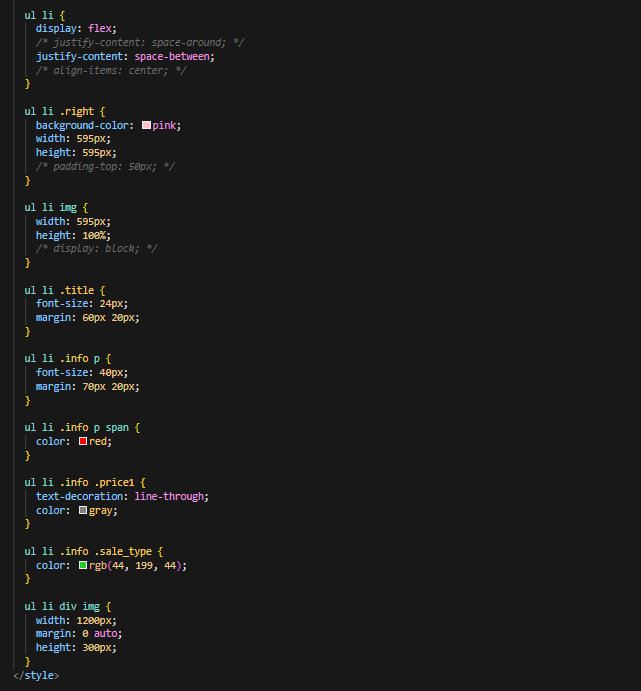 ul li {
display: flex;
/* justify-content: space-around; */
justify-content: space-between;
/* align-items: center; */
}
ul li .right {
background-color: pink;
width: 595px;
height: 595px;
/* padding-top: 50px; */
}
ul li img {
width: 595px;
height: 100%;
/* display: block; */
}
ul li .title {
font-size: 24px;
margin: 60px 20px;
}
ul li .info p {
font-size: 40px;
margin: 70px 20px;
}
ul li .info p span {
color: red;
}
ul li .info .price1 {
text-decoration: line-through;
color: gray;
}
ul li .info .sale_type {
color: rgb(44, 199, 44);
}
ul li div img {
width: 1200px;
margin: 0 auto;
height: 300px;
}
</style>